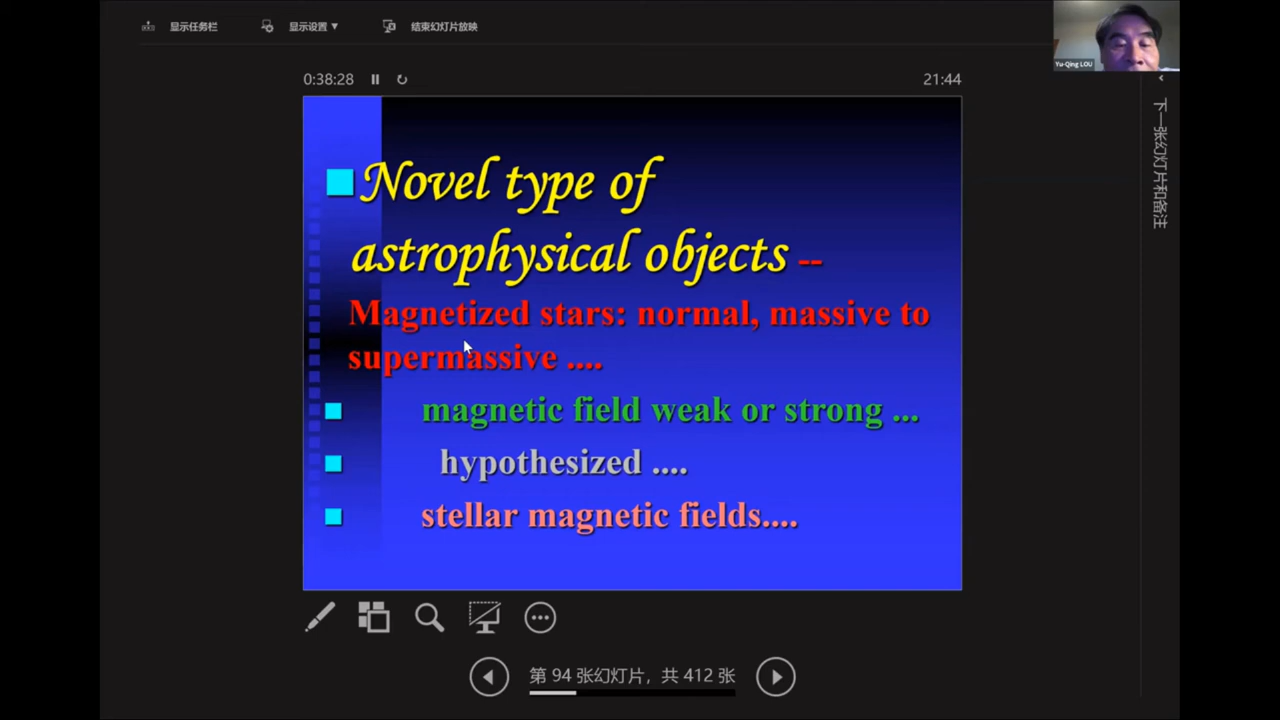 显示任务栏
显示设置 ▼
结束幻灯片放映
Yu-Qing LOU
0:38:28
21:44
下一张幻灯片和备注
Novel type of
astrophysical objects --
Magnetized stars: normal, massive to
supermassive ....
magnetic field weak or strong ...
hypothesized ....
stellar magnetic fields....
第 94 张幻灯片，共 412 张